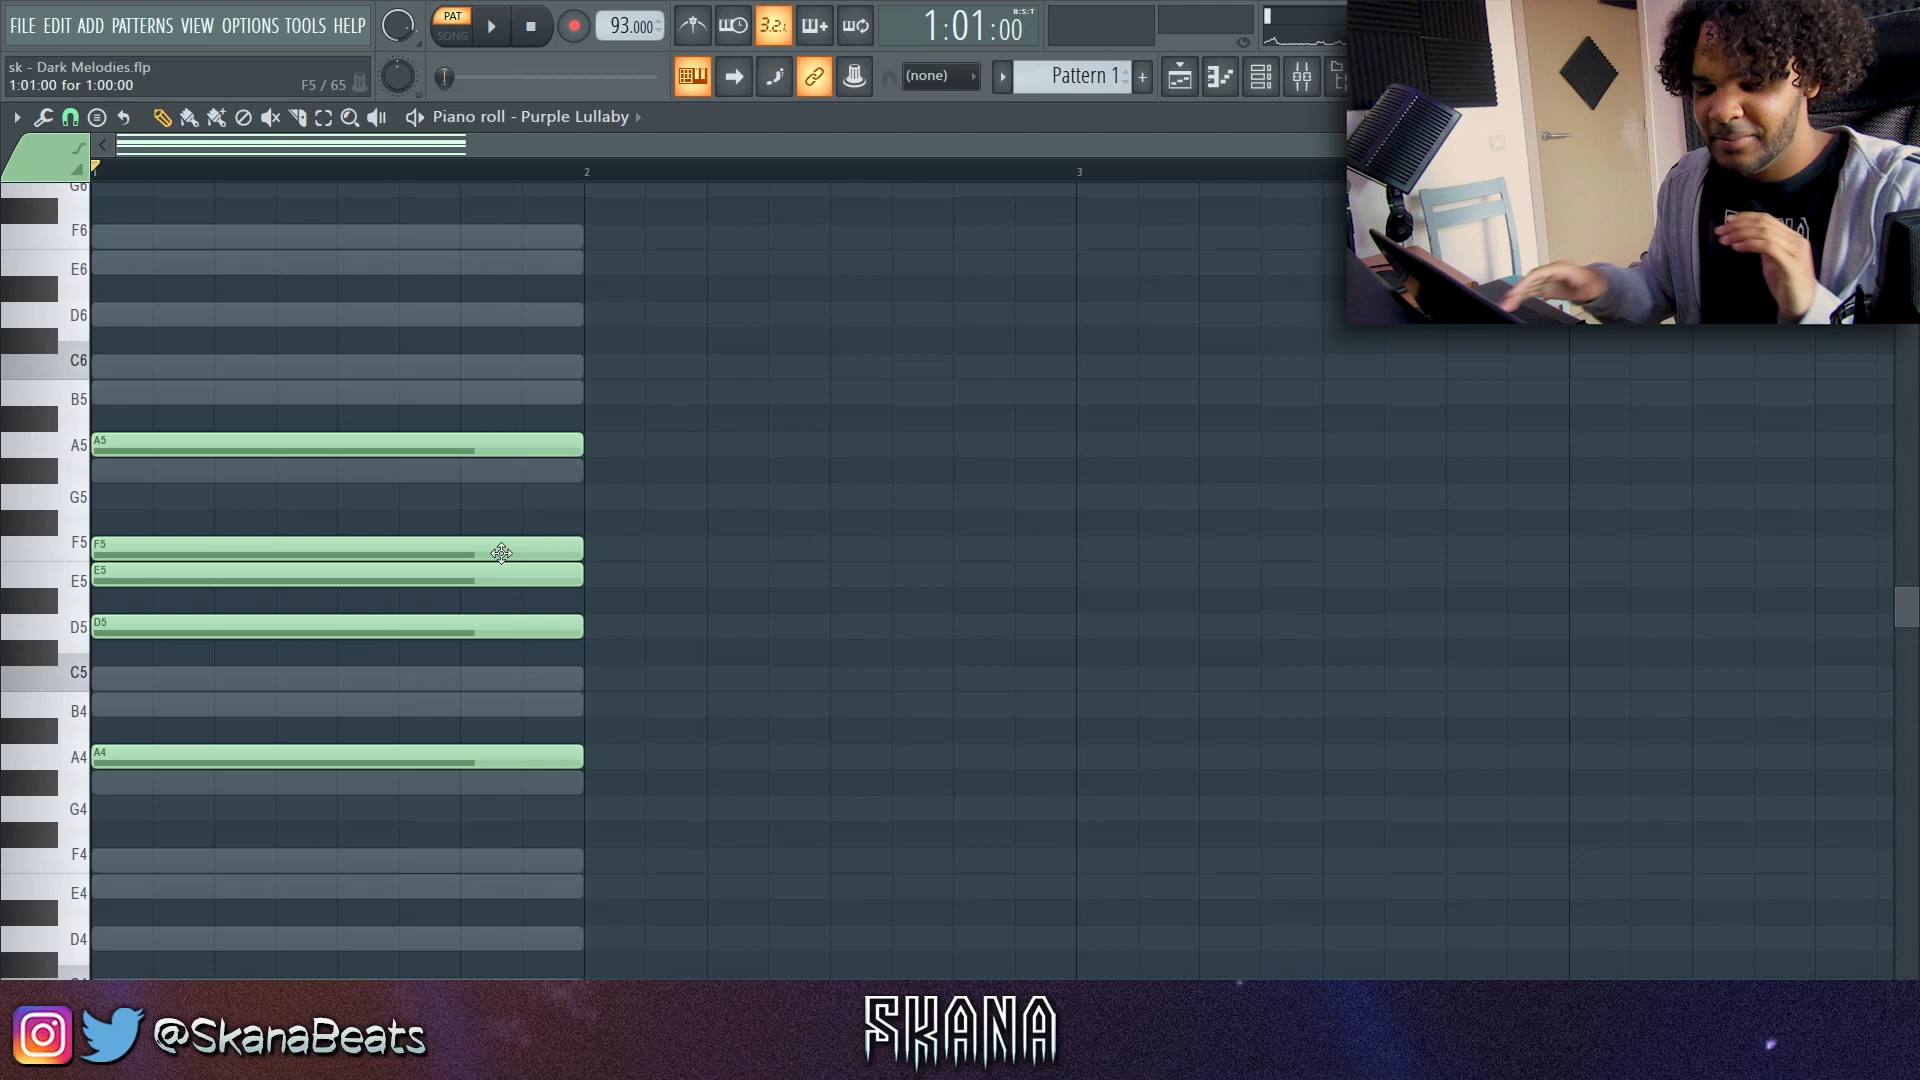 FILE EDIT ADD PATTERNS VIEW OPTIONS TOOLS HELP
PAT
SONG
93.000
3.2.
1:01:00
B:S:T
sk - Dark Melodies.flp
1:01:00 for 1:00:00
F5 / 65
(none)
Pattern 1
Piano roll - Purple Lullaby
2
3
G6
F6
E6
D6
C6
B5
A5
A5
G5
F5
F5
E5
E5
D5
D5
C5
B4
A4
A4
G4
F4
E4
D4
@SkanaBeats
SKANA